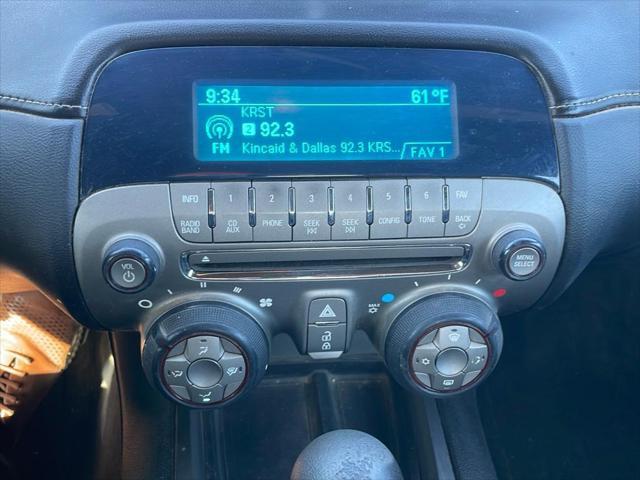 9:34 61°F
KRST
2 92.3
FM Kincaid & Dallas 92.3 KRS... FAV 1
INFO 1 2 3 4 5 6 FAV
RADIO BAND CD AUX PHONE SEEK SEEK CONFIG TONE BACK
VOL
MENU SELECT
MAX